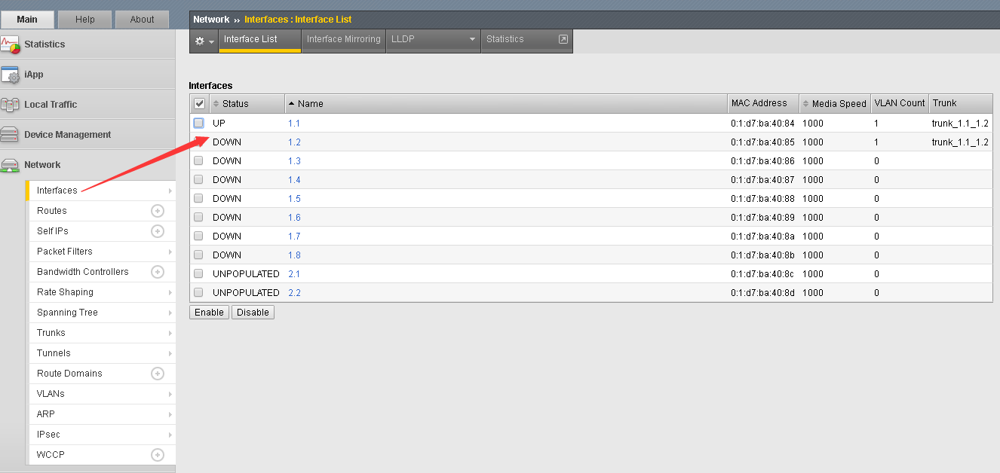 Main Help About
Network » Interfaces : Interface List
Interface List Interface Mirroring LLDP Statistics
Statistics
iApp
Local Traffic
Device Management
Network
Interfaces
Routes
Self IPs
Packet Filters
Bandwidth Controllers
Rate Shaping
Spanning Tree
Trunks
Tunnels
Route Domains
VLANs
ARP
IPsec
WCCP
Interfaces
Status Name MAC Address Media Speed VLAN Count Trunk
UP 1.1 0:1:d7:ba:40:84 1000 1 trunk_1.1_1.2
DOWN 1.2 0:1:d7:ba:40:85 1000 1 trunk_1.1_1.2
DOWN 1.3 0:1:d7:ba:40:86 1000 0
DOWN 1.4 0:1:d7:ba:40:87 1000 0
DOWN 1.5 0:1:d7:ba:40:88 1000 0
DOWN 1.6 0:1:d7:ba:40:89 1000 0
DOWN 1.7 0:1:d7:ba:40:8a 1000 0
DOWN 1.8 0:1:d7:ba:40:8b 1000 0
UNPOPULATED 2.1 0:1:d7:ba:40:8c 1000 0
UNPOPULATED 2.2 0:1:d7:ba:40:8d 1000 0
Enable Disable